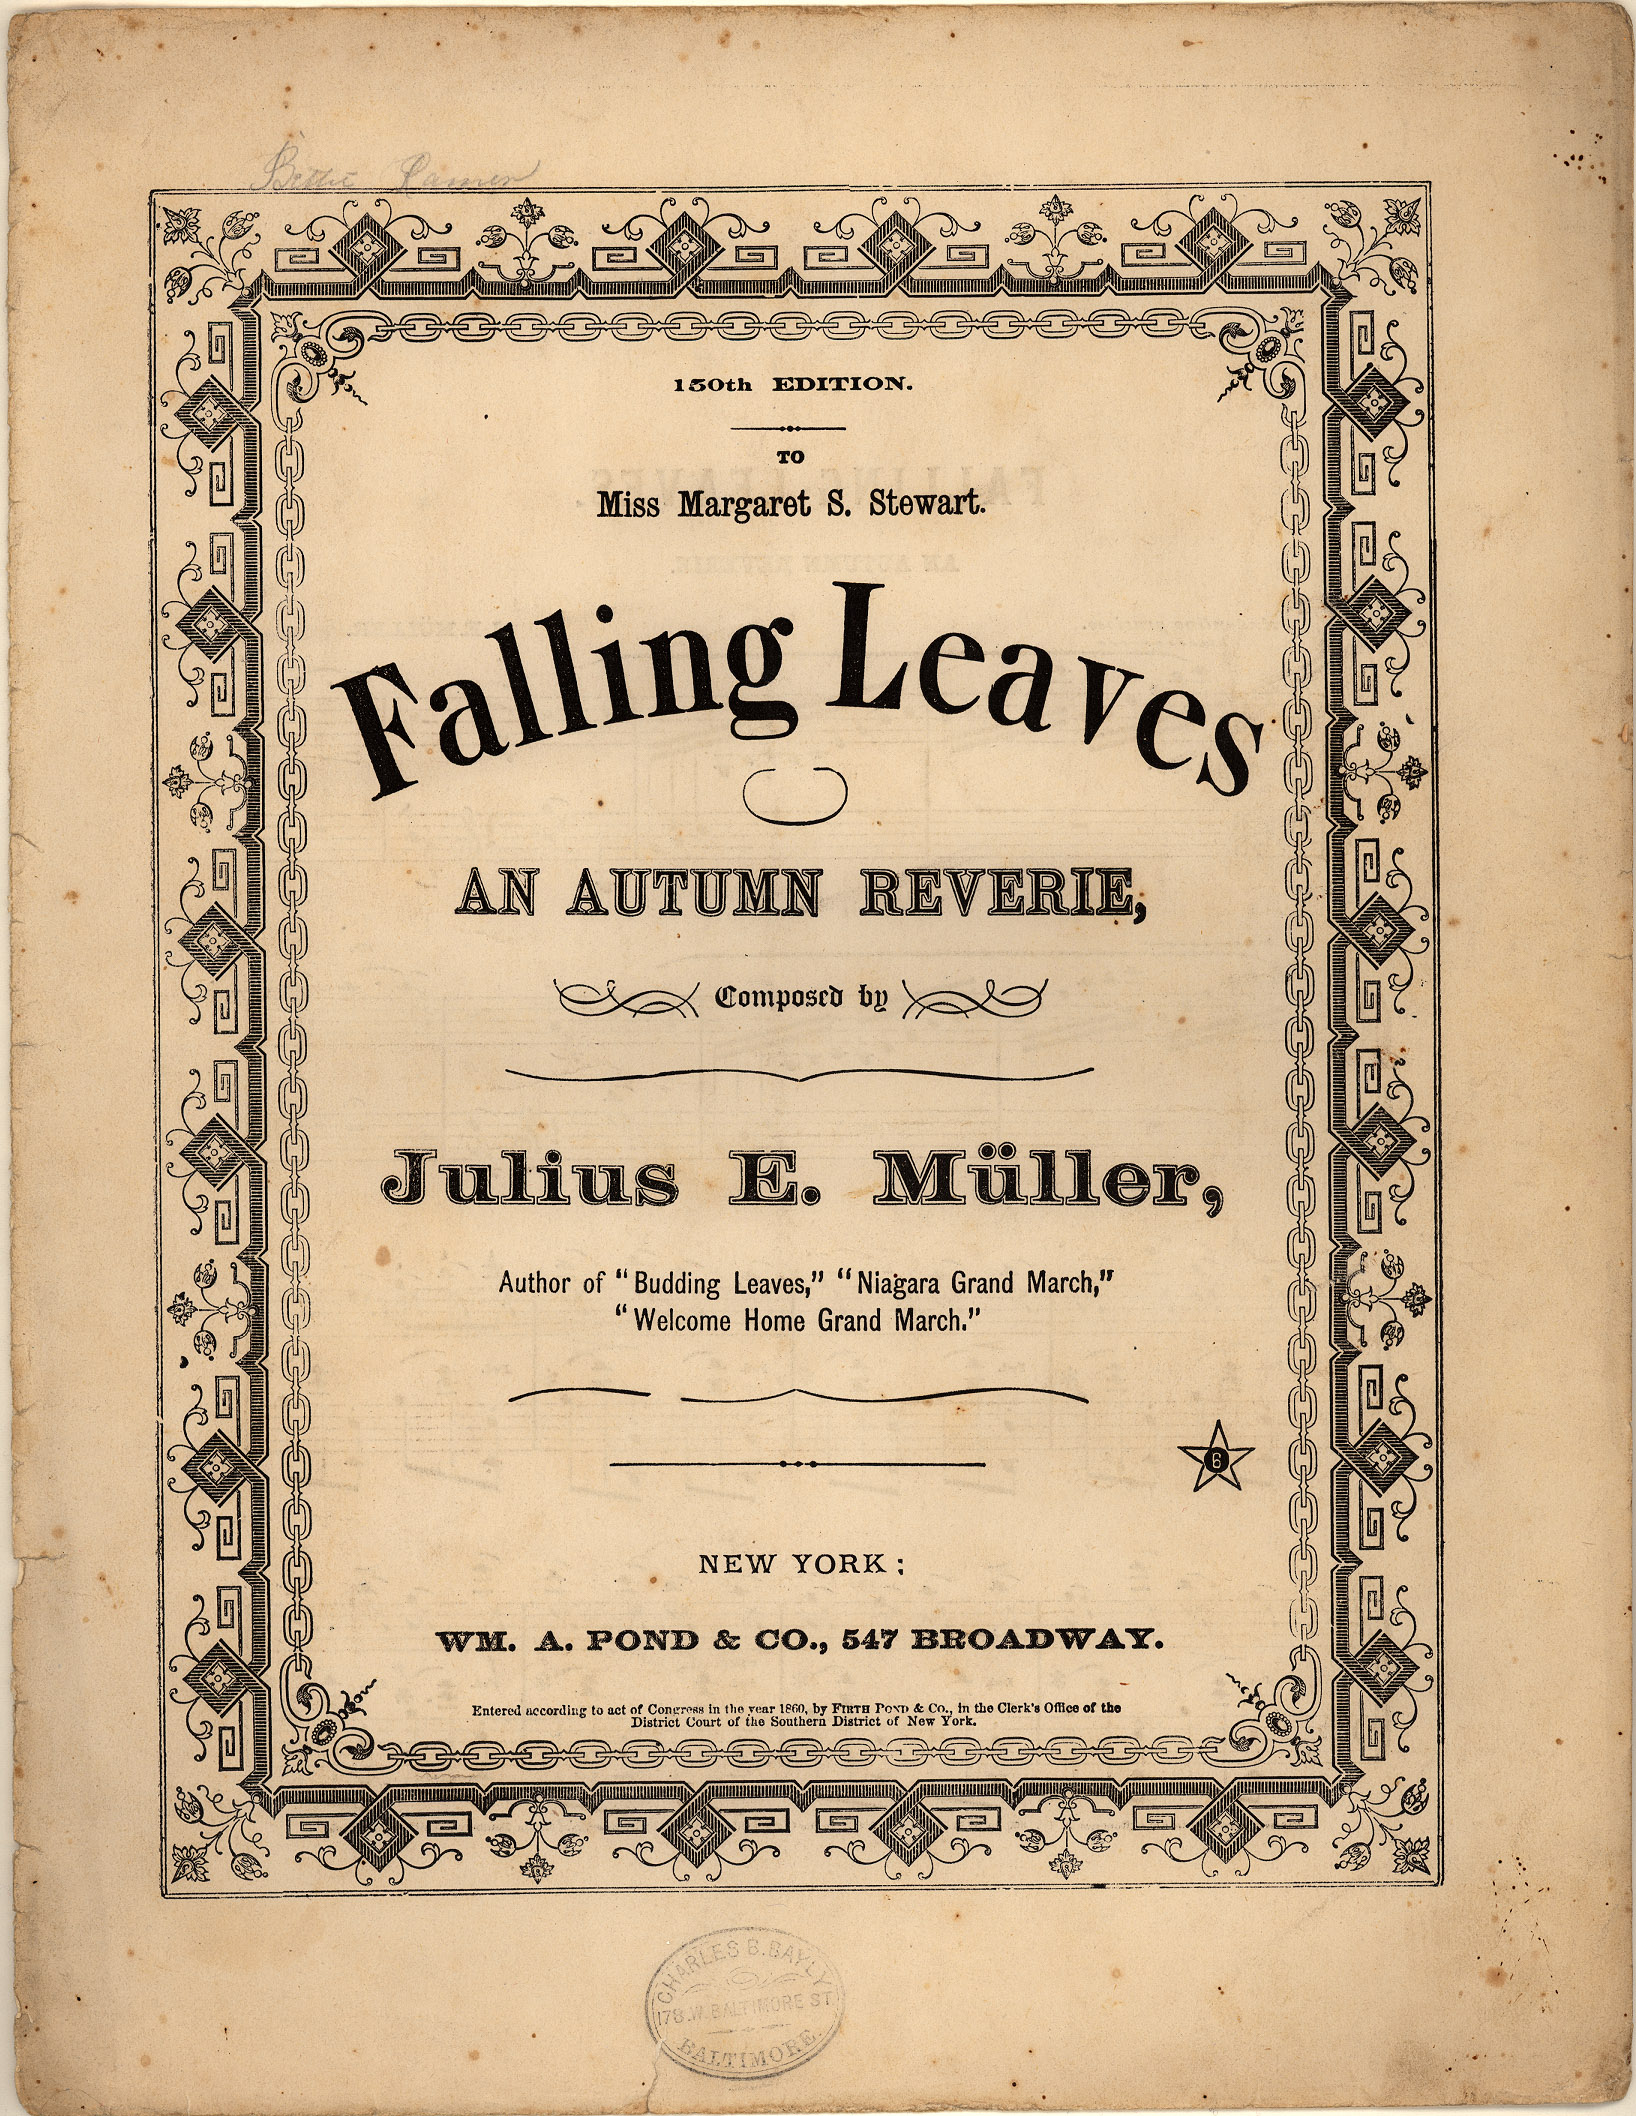 Bettie
150th EDITION.
TO
Miss Margaret S. Stewart.
Falling Leaves
AN AUTUMN REVERIE,
Composed by
Julius E. Müller,
Author of "Budding Leaves," "Niagara Grand March,"
"Welcome Home Grand March."
6
NEW YORK:
WM. A. POND & CO., 547 BROADWAY.
Entered according to act of Congress in the year 1860, by FIRTH POND & CO., in the Clerk's Office of the
District Court of the Southern District of New York.
CHARLES B. BAYLY
178 W. BALTIMORE ST
BALTIMORE.